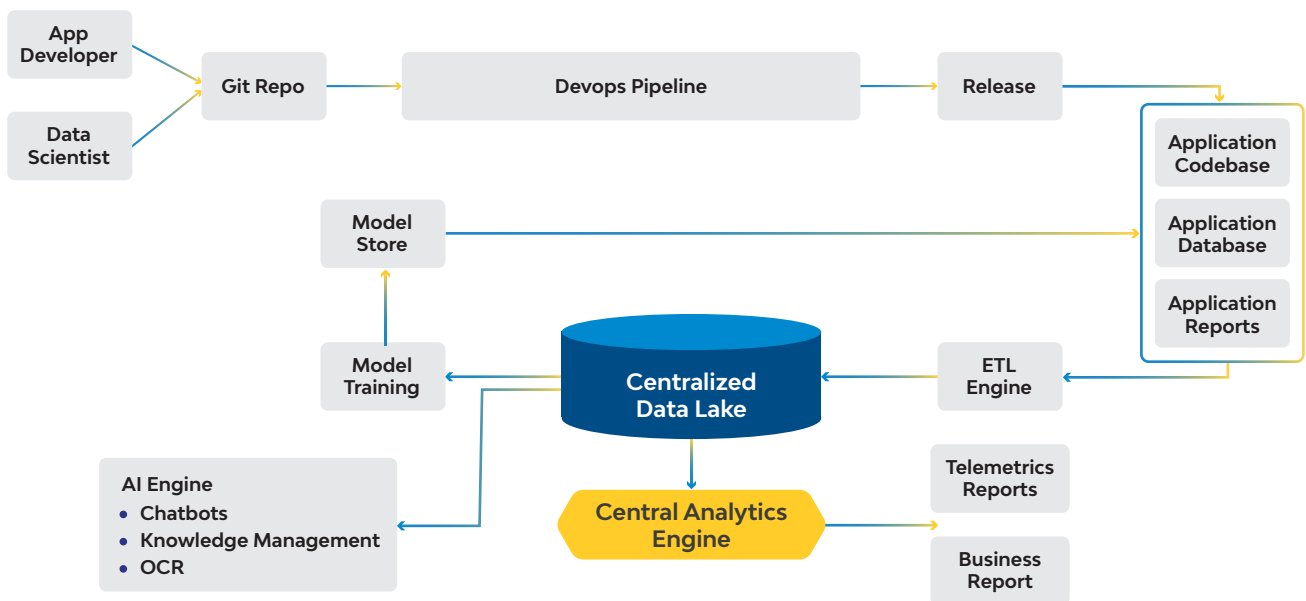 App
Developer
Git Repo
Devops Pipeline
Release
Data
Scientist
Application
Codebase
Model
Store
Application
Database
Application
Reports
Model
Training
Centralized
Data Lake
ETL
Engine
AI Engine
• Chatbots
• Knowledge Management
• OCR
Central Analytics
Engine
Telemetrics
Reports
Business
Report